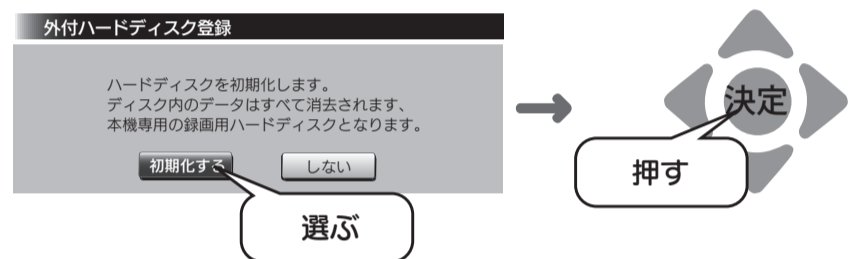 外付ハードディスク登録
ハードディスクを初期化します。
ディスク内のデータはすべて消去されます、
本機専用の録画用ハードディスクとなります。
初期化する
しない
選ぶ
決定
押す